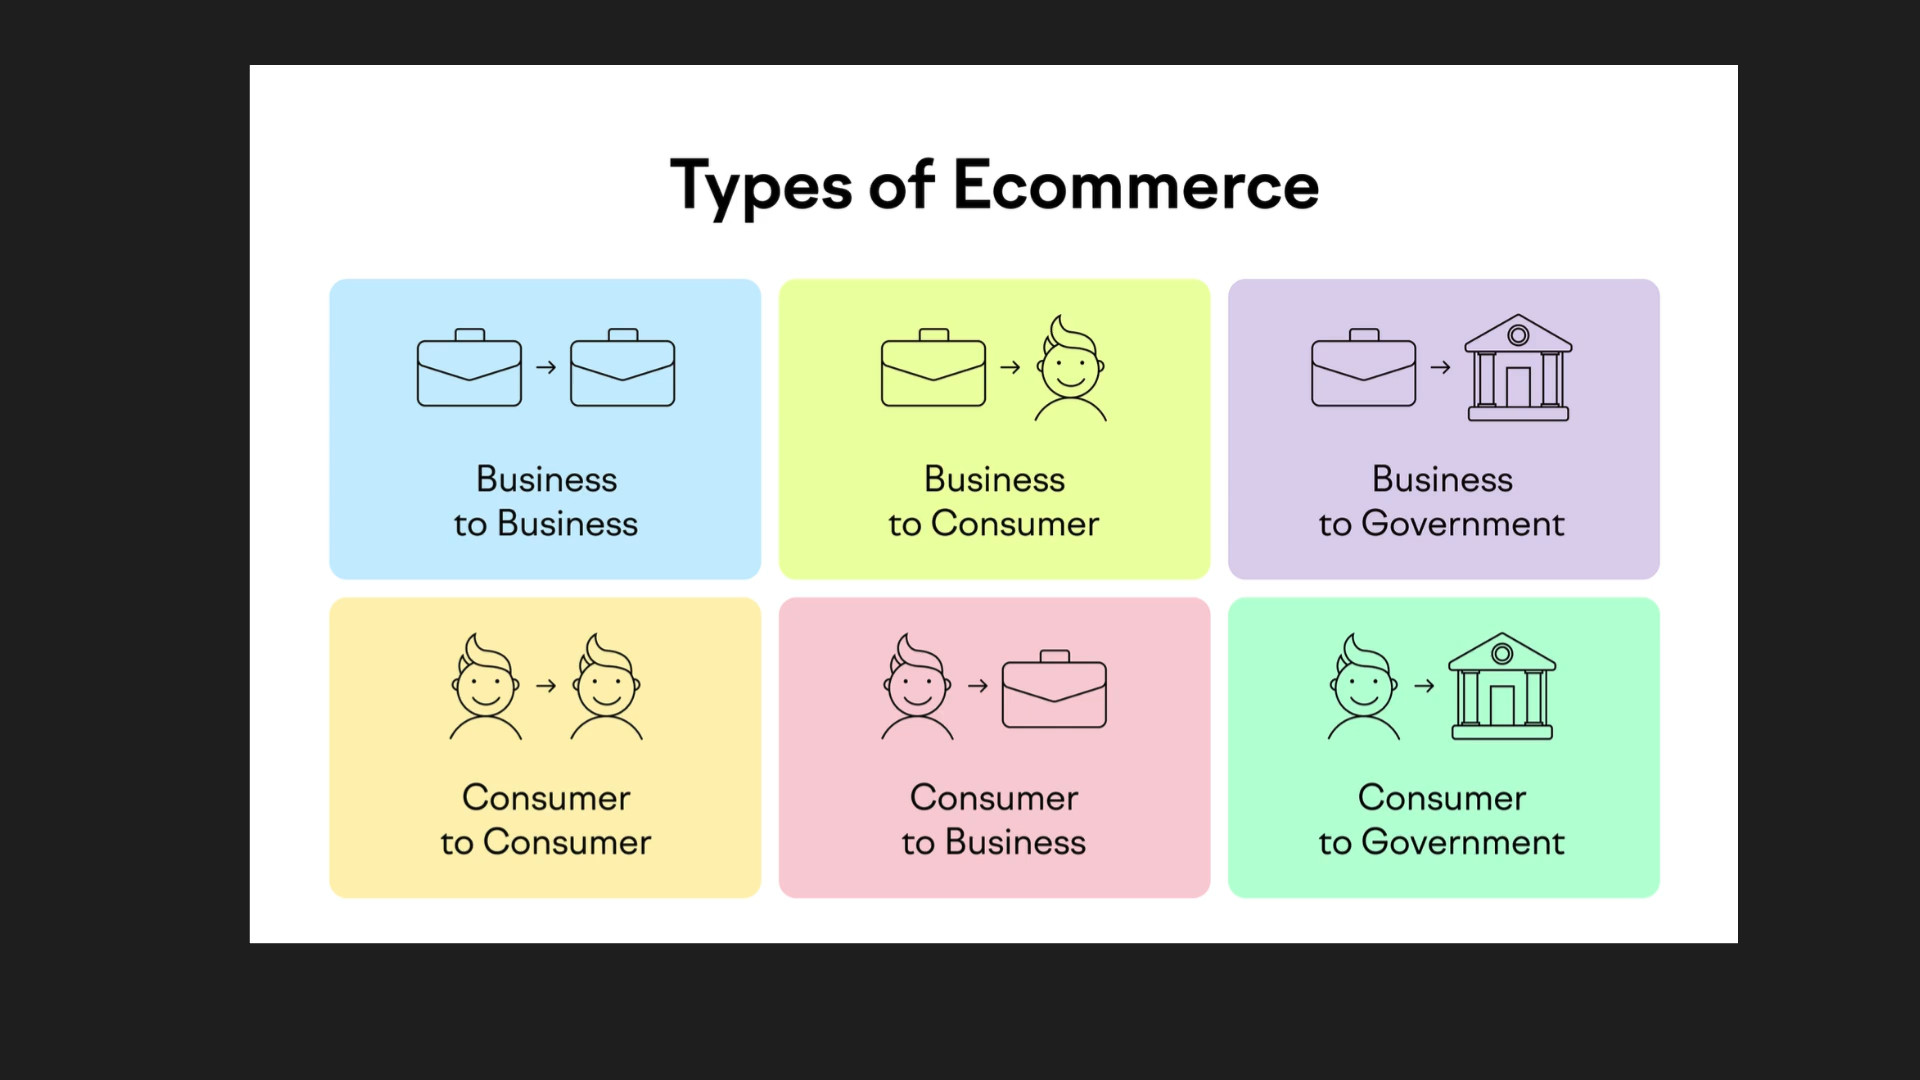 Types of Ecommerce
Business
to Business
Business
to Consumer
Business
to Government
Consumer
to Consumer
Consumer
to Business
Consumer
to Government